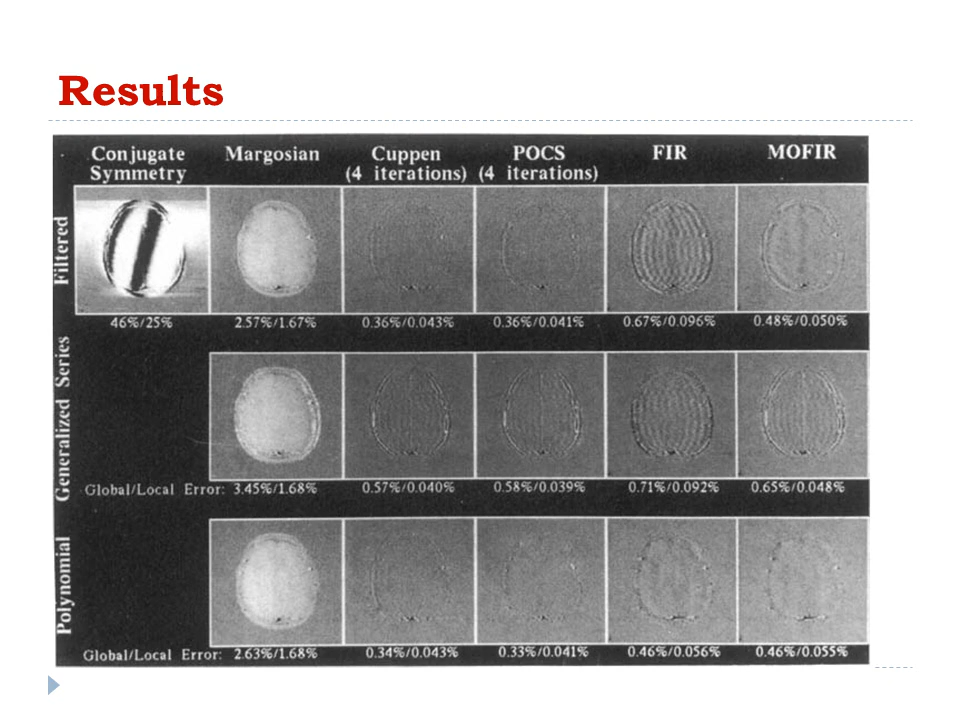 Results
Conjugate Symmetry
Margosian
Cuppen (4 iterations)
POCS (4 iterations)
FIR
MOFIR
Filtered
46%/25%
2.57%/1.67%
0.36%/0.043%
0.36%/0.041%
0.67%/0.096%
0.48%/0.050%
Generalized Series
Global/Local Error:
3.45%/1.68%
0.57%/0.040%
0.58%/0.039%
0.71%/0.092%
0.65%/0.048%
Polynomial
Global/Local Error:
2.63%/1.68%
0.34%/0.043%
0.33%/0.041%
0.46%/0.056%
0.46%/0.055%